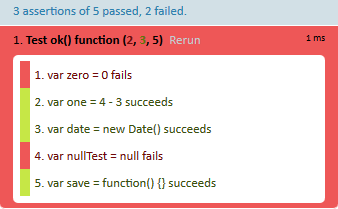 3 assertions of 5 passed, 2 failed.
1. Test ok() function (2, 3, 5) Rerun 1 ms
1. var zero = 0 fails
2. var one = 4 - 3 succeeds
3. var date = new Date() succeeds
4. var nullTest = null fails
5. var save = function() {} succeeds